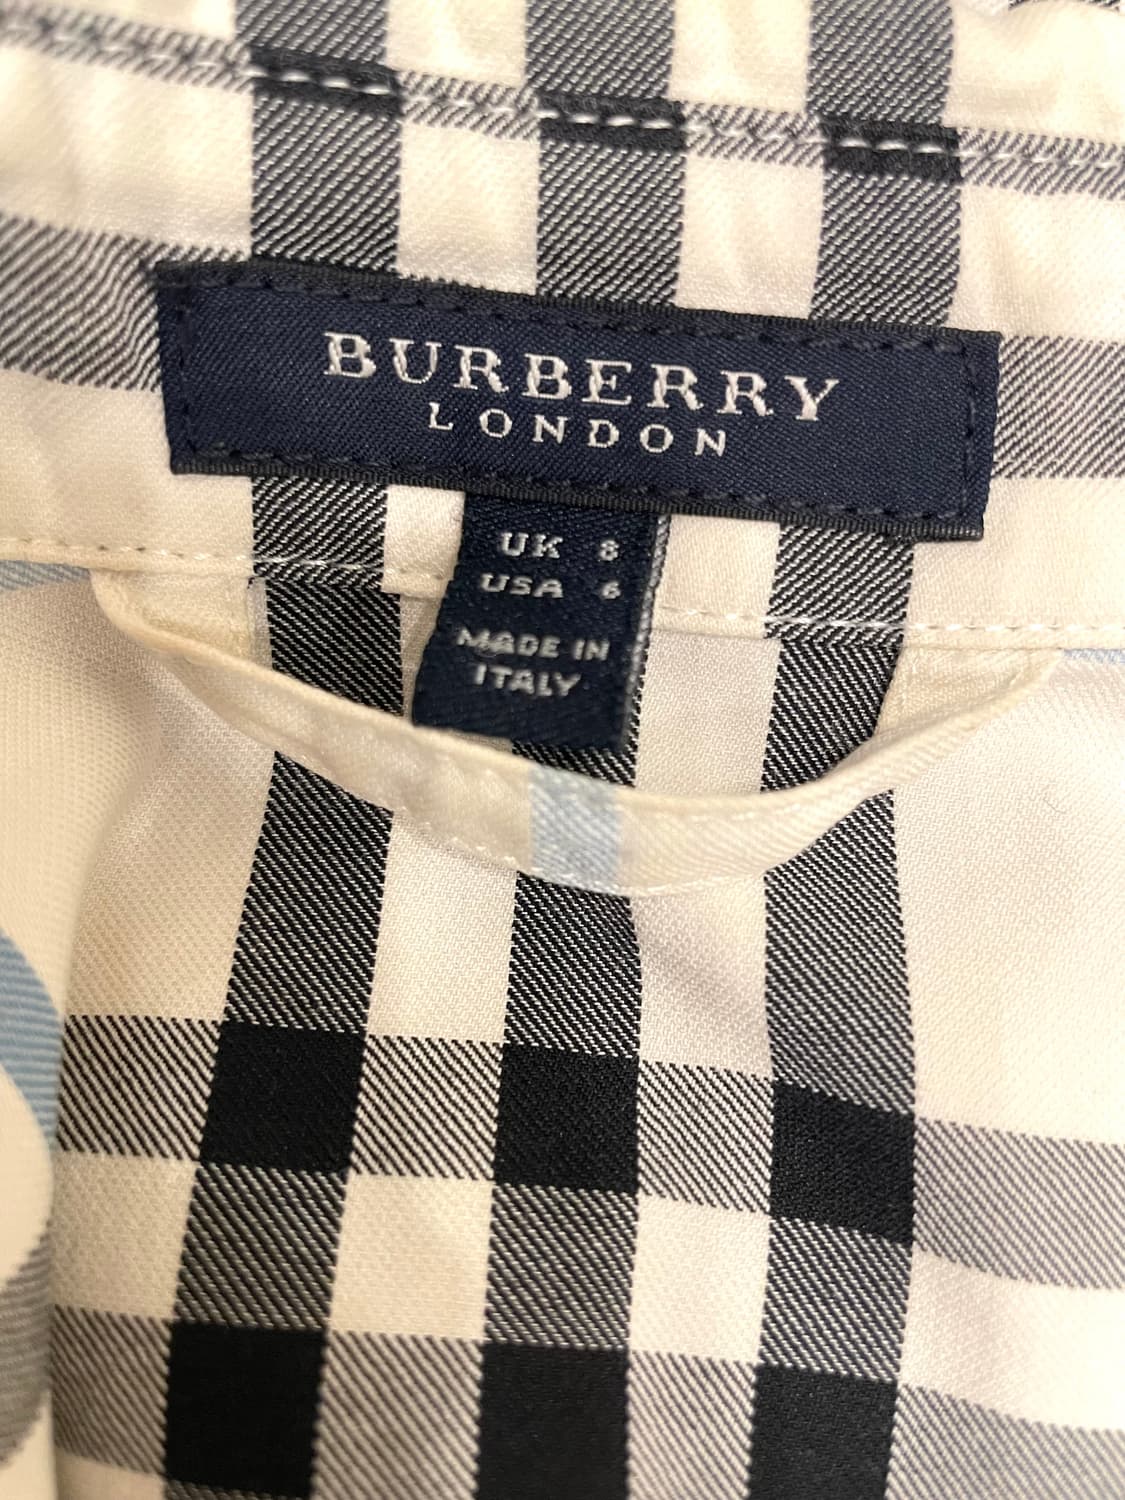 BURBERRY
LONDON
UK 8
USA 6
MADE IN
ITALY